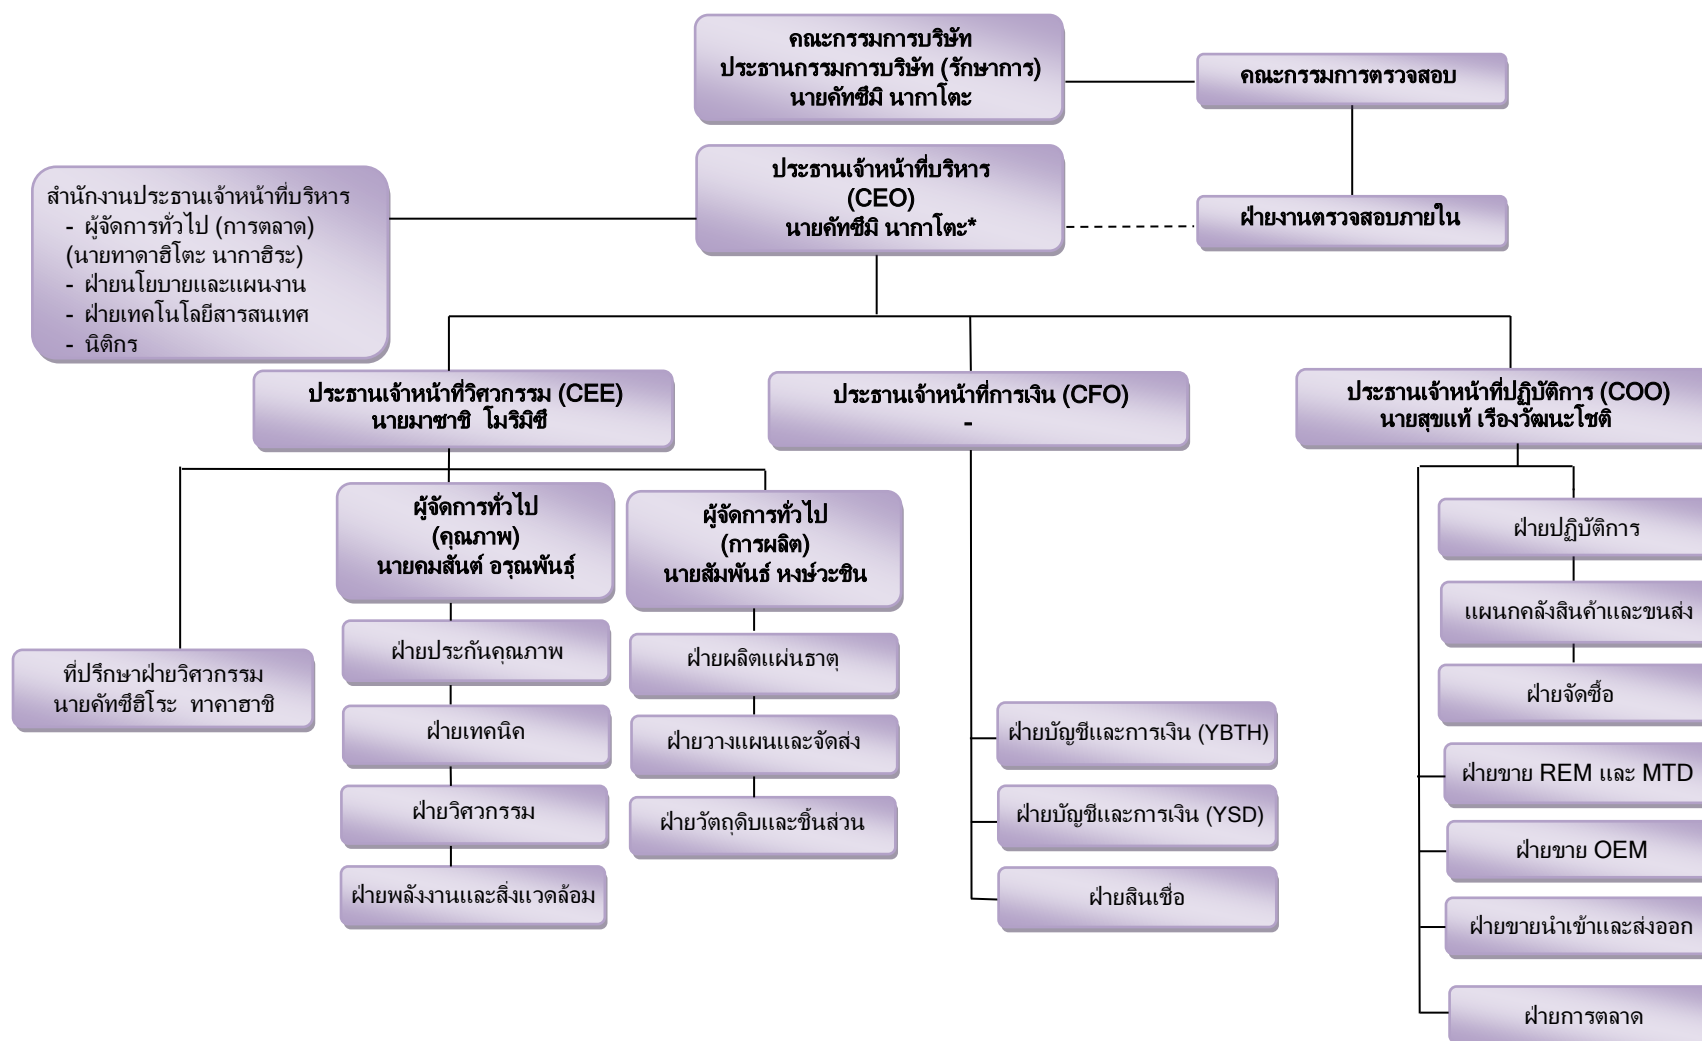 คณะกรรมการบริษัท
ประธานกรรมการบริษัท (รักษาการ)
นายคัทซึมิ นากาโตะ
คณะกรรมการตรวจสอบ
ประธานเจ้าหน้าที่บริหาร
(CEO)
นายคัทซึมิ นากาโตะ*
ฝ่ายงานตรวจสอบภายใน
สำนักงานประธานเจ้าหน้าที่บริหาร
- ผู้จัดการทั่วไป (การตลาด)
(นายทาดาฮิโตะ นากาฮิระ)
- ฝ่ายนโยบายและแผนงาน
- ฝ่ายเทคโนโลยีสารสนเทศ
- นิติกร
ประธานเจ้าหน้าที่วิศวกรรม (CEE)
นายมาซาชิ โมริมิซึ
ประธานเจ้าหน้าที่การเงิน (CFO)
-
ประธานเจ้าหน้าที่ปฏิบัติการ (COO)
นายสุขแท้ เรืองวัฒนะโชติ
ที่ปรึกษาฝ่ายวิศวกรรม
นายคัทซึฮิโระ ทาคาฮาชิ
ผู้จัดการทั่วไป
(คุณภาพ)
นายคมสันต์ อรุณพันธุ์
ฝ่ายประกันคุณภาพ
ฝ่ายเทคนิค
ฝ่ายวิศวกรรม
ฝ่ายพลังงานและสิ่งแวดล้อม
ผู้จัดการทั่วไป
(การผลิต)
นายสัมพันธ์ หงษ์วะชิน
ฝ่ายผลิตแผ่นธาตุ
ฝ่ายวางแผนและจัดส่ง
ฝ่ายวัตถุดิบและชิ้นส่วน
ฝ่ายบัญชีและการเงิน (YBTH)
ฝ่ายบัญชีและการเงิน (YSD)
ฝ่ายสินเชื่อ
ฝ่ายปฏิบัติการ
แผนกคลังสินค้าและขนส่ง
ฝ่ายจัดซื้อ
ฝ่ายขาย REM และ MTD
ฝ่ายขาย OEM
ฝ่ายขายนำเข้าและส่งออก
ฝ่ายการตลาด